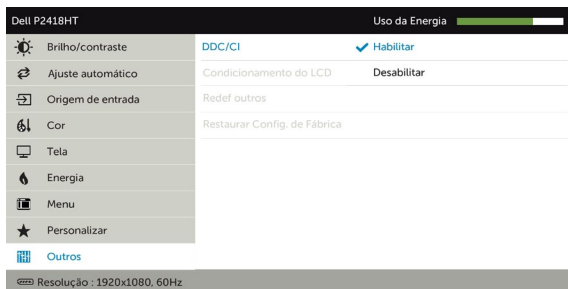 Dell P2418HT
Uso da Energia
Brilho/contraste
DDC/CI
Habilitar
Ajuste automático
Condicionamento do LCD
Desabilitar
Origem de entrada
Redef outros
Cor
Restaurar Config. de Fábrica
Tela
Energia
Menu
Personalizar
Outros
Resolução : 1920x1080, 60Hz